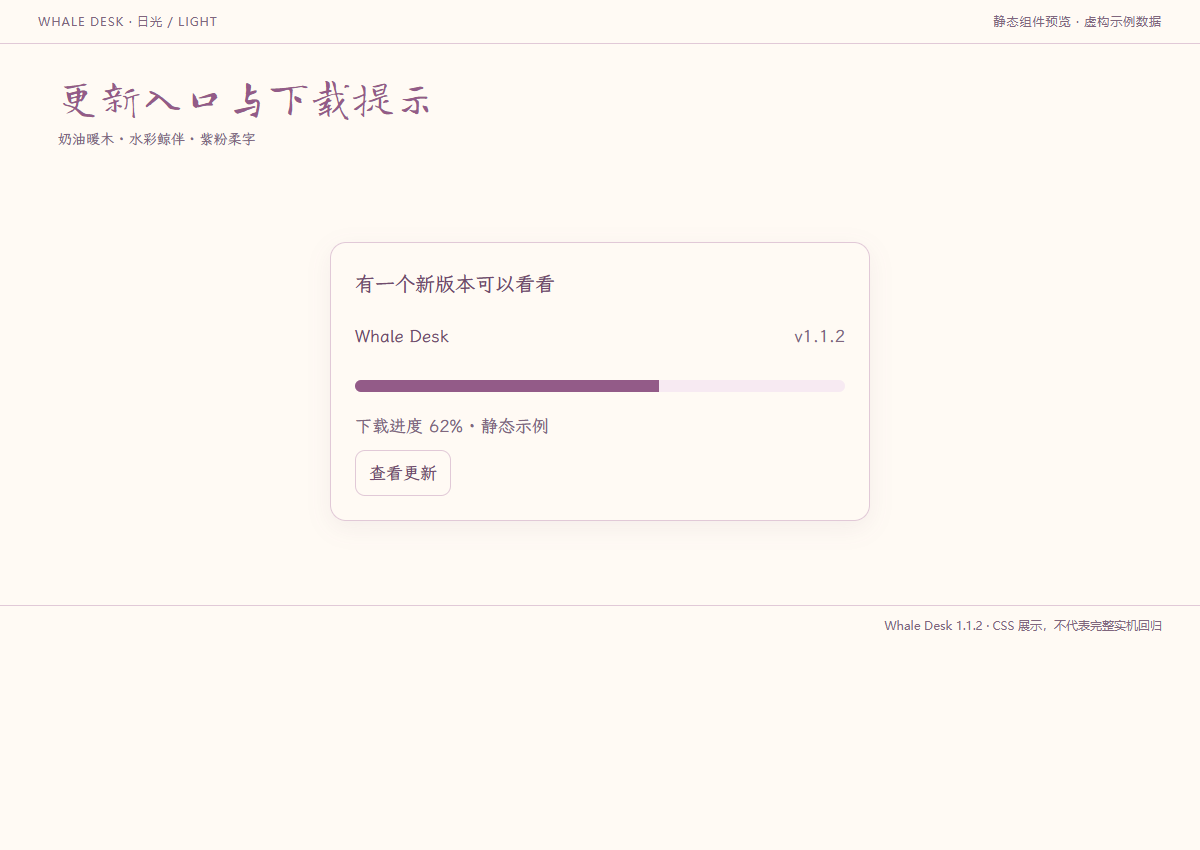 WHALE DESK · 日光 / LIGHT
静态组件预览 · 虚构示例数据
更新入口与下载提示
奶油暖木 · 水彩鲸伴 · 紫粉柔字
有一个新版本可以看看
Whale Desk
v1.1.2
下载进度 62% · 静态示例
查看更新
Whale Desk 1.1.2 · CSS 展示，不代表完整实机回归